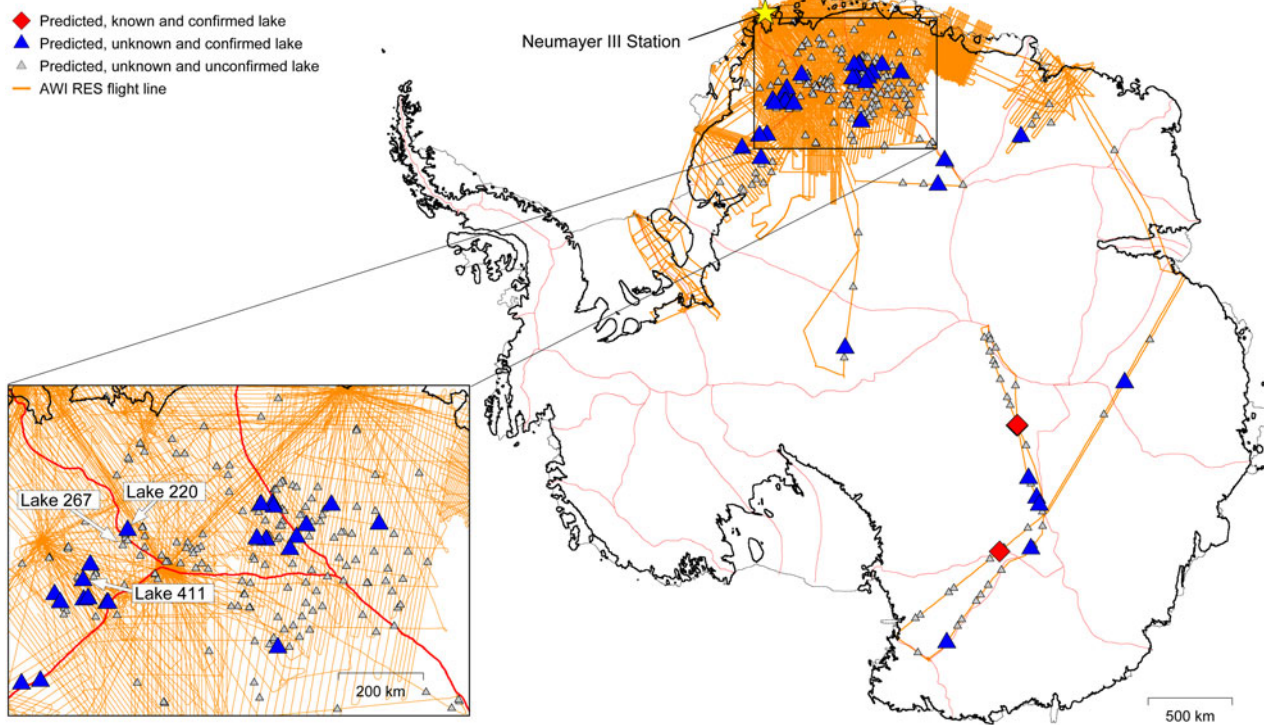 Predicted, known and confirmed lake
Predicted, unknown and confirmed lake
Predicted, unknown and unconfirmed lake
AWI RES flight line
Neumayer III Station
Lake 267
Lake 220
Lake 411
200 km
500 km